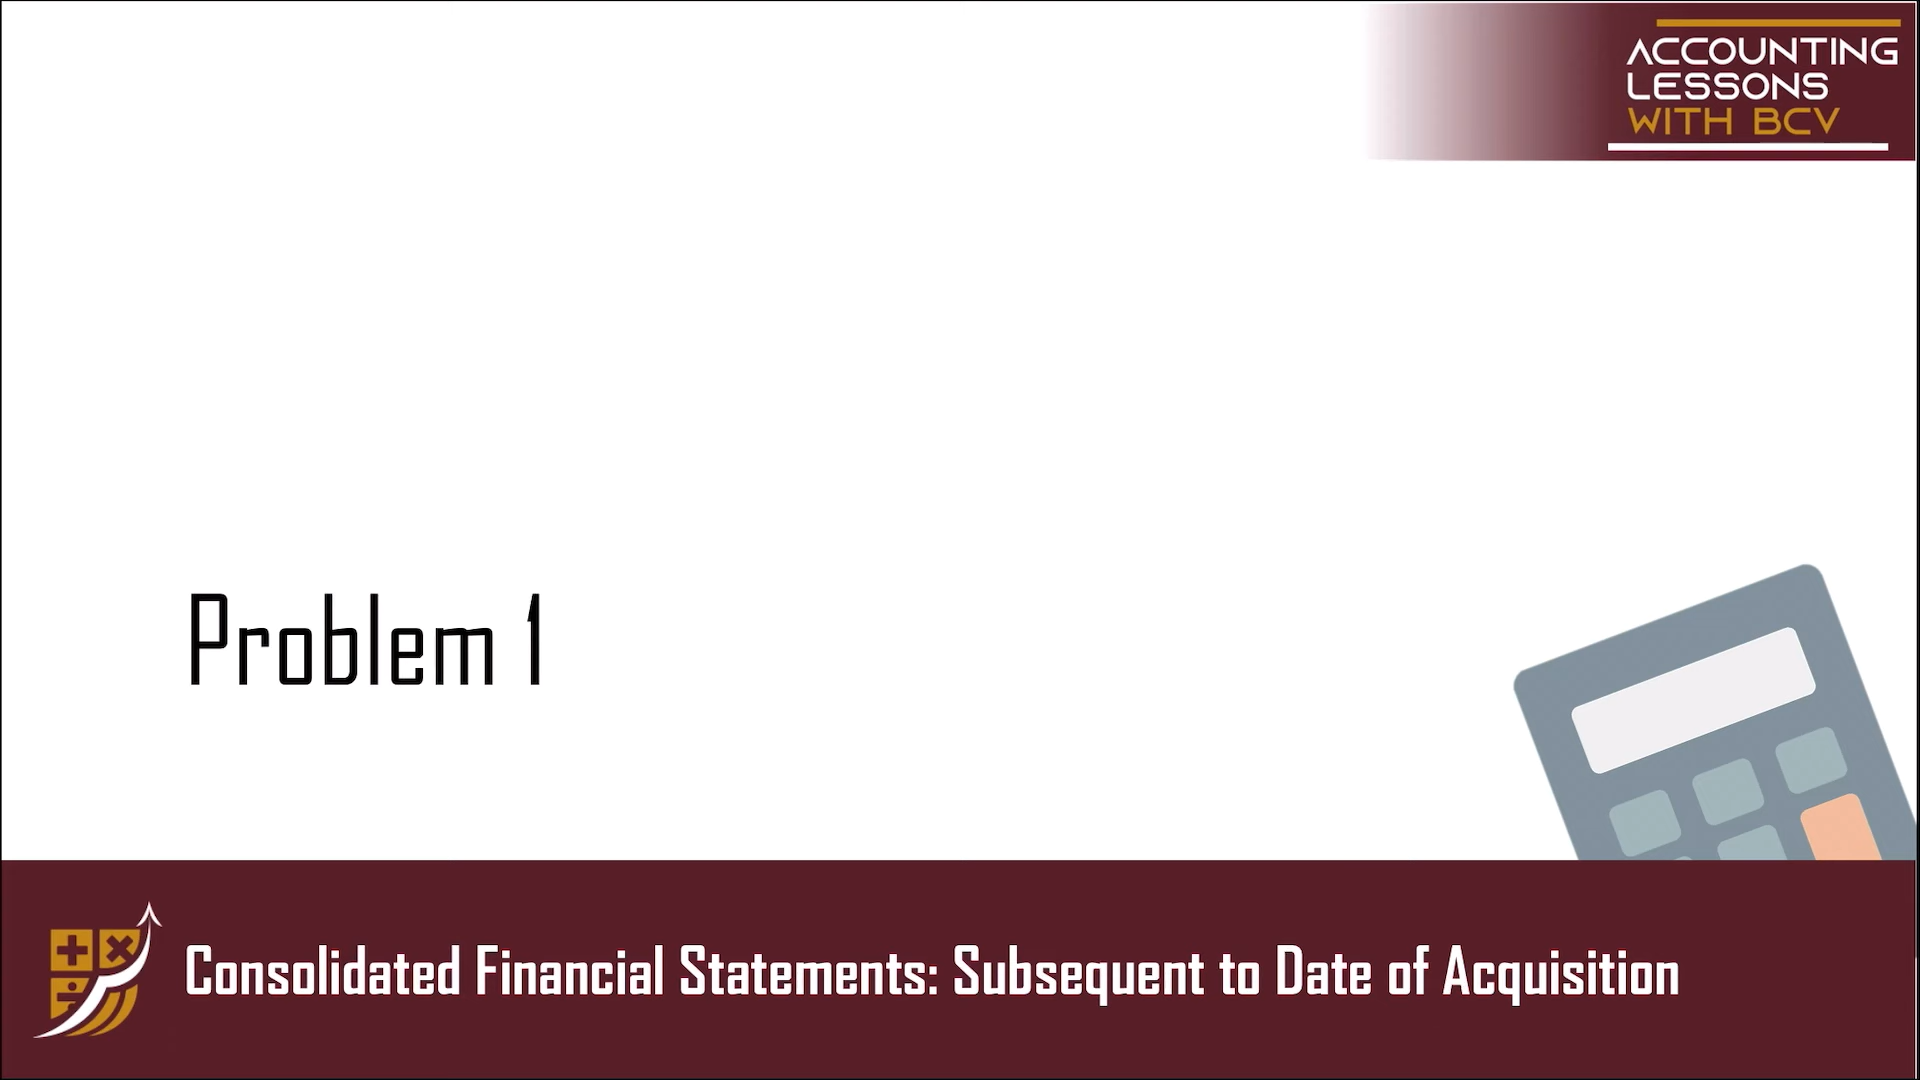 ACCOUNTING
LESSONS
WITH BCV
Problem 1
Consolidated Financial Statements: Subsequent to Date of Acquisition